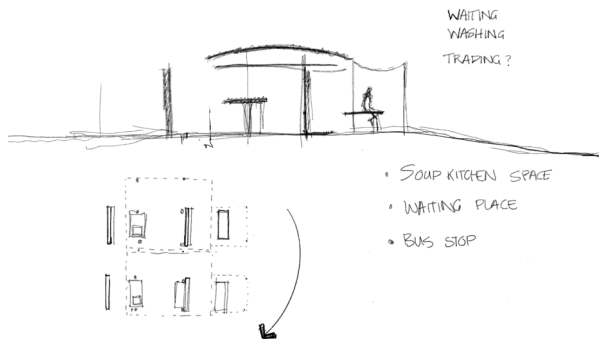 WAITING
WASHING
TRADING?
• SOUP KITCHEN SPACE
• WAITING PLACE
• BUS STOP